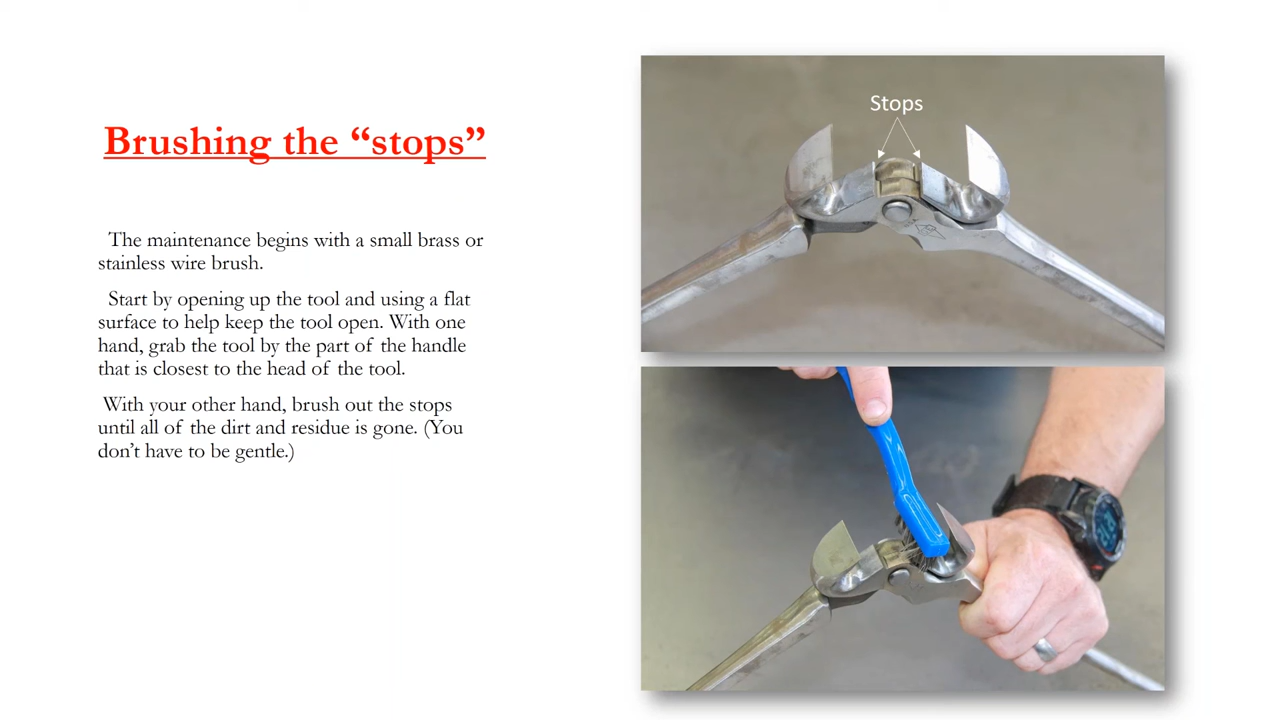 Brushing the “stops”
The maintenance begins with a small brass or
stainless wire brush.
Start by opening up the tool and using a flat
surface to help keep the tool open. With one
hand, grab the tool by the part of the handle
that is closest to the head of the tool.
With your other hand, brush out the stops
until all of the dirt and residue is gone. (You
don’t have to be gentle.)
Stops